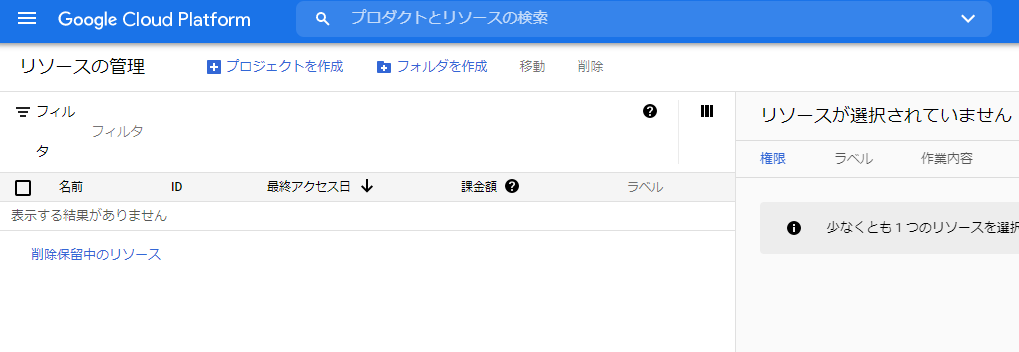 Google Cloud Platform
プロダクトとリソースの検索
リソースの管理
プロジェクトを作成
フォルダを作成
移動
削除
フィル
タ
フィルタ
リソースが選択されていません
権限
ラベル
作業内容
名前
ID
最終アクセス日
課金額
ラベル
表示する結果がありません
少なくとも 1 つのリソースを選択
削除保留中のリソース